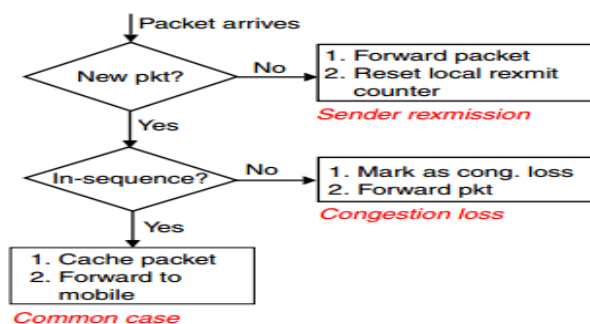 Packet arrives
New pkt?
No
1. Forward packet
2. Reset local rexmit
counter
Sender rexmission
Yes
In-sequence?
No
1. Mark as cong. loss
2. Forward pkt
Congestion loss
Yes
1. Cache packet
2. Forward to
mobile
Common case